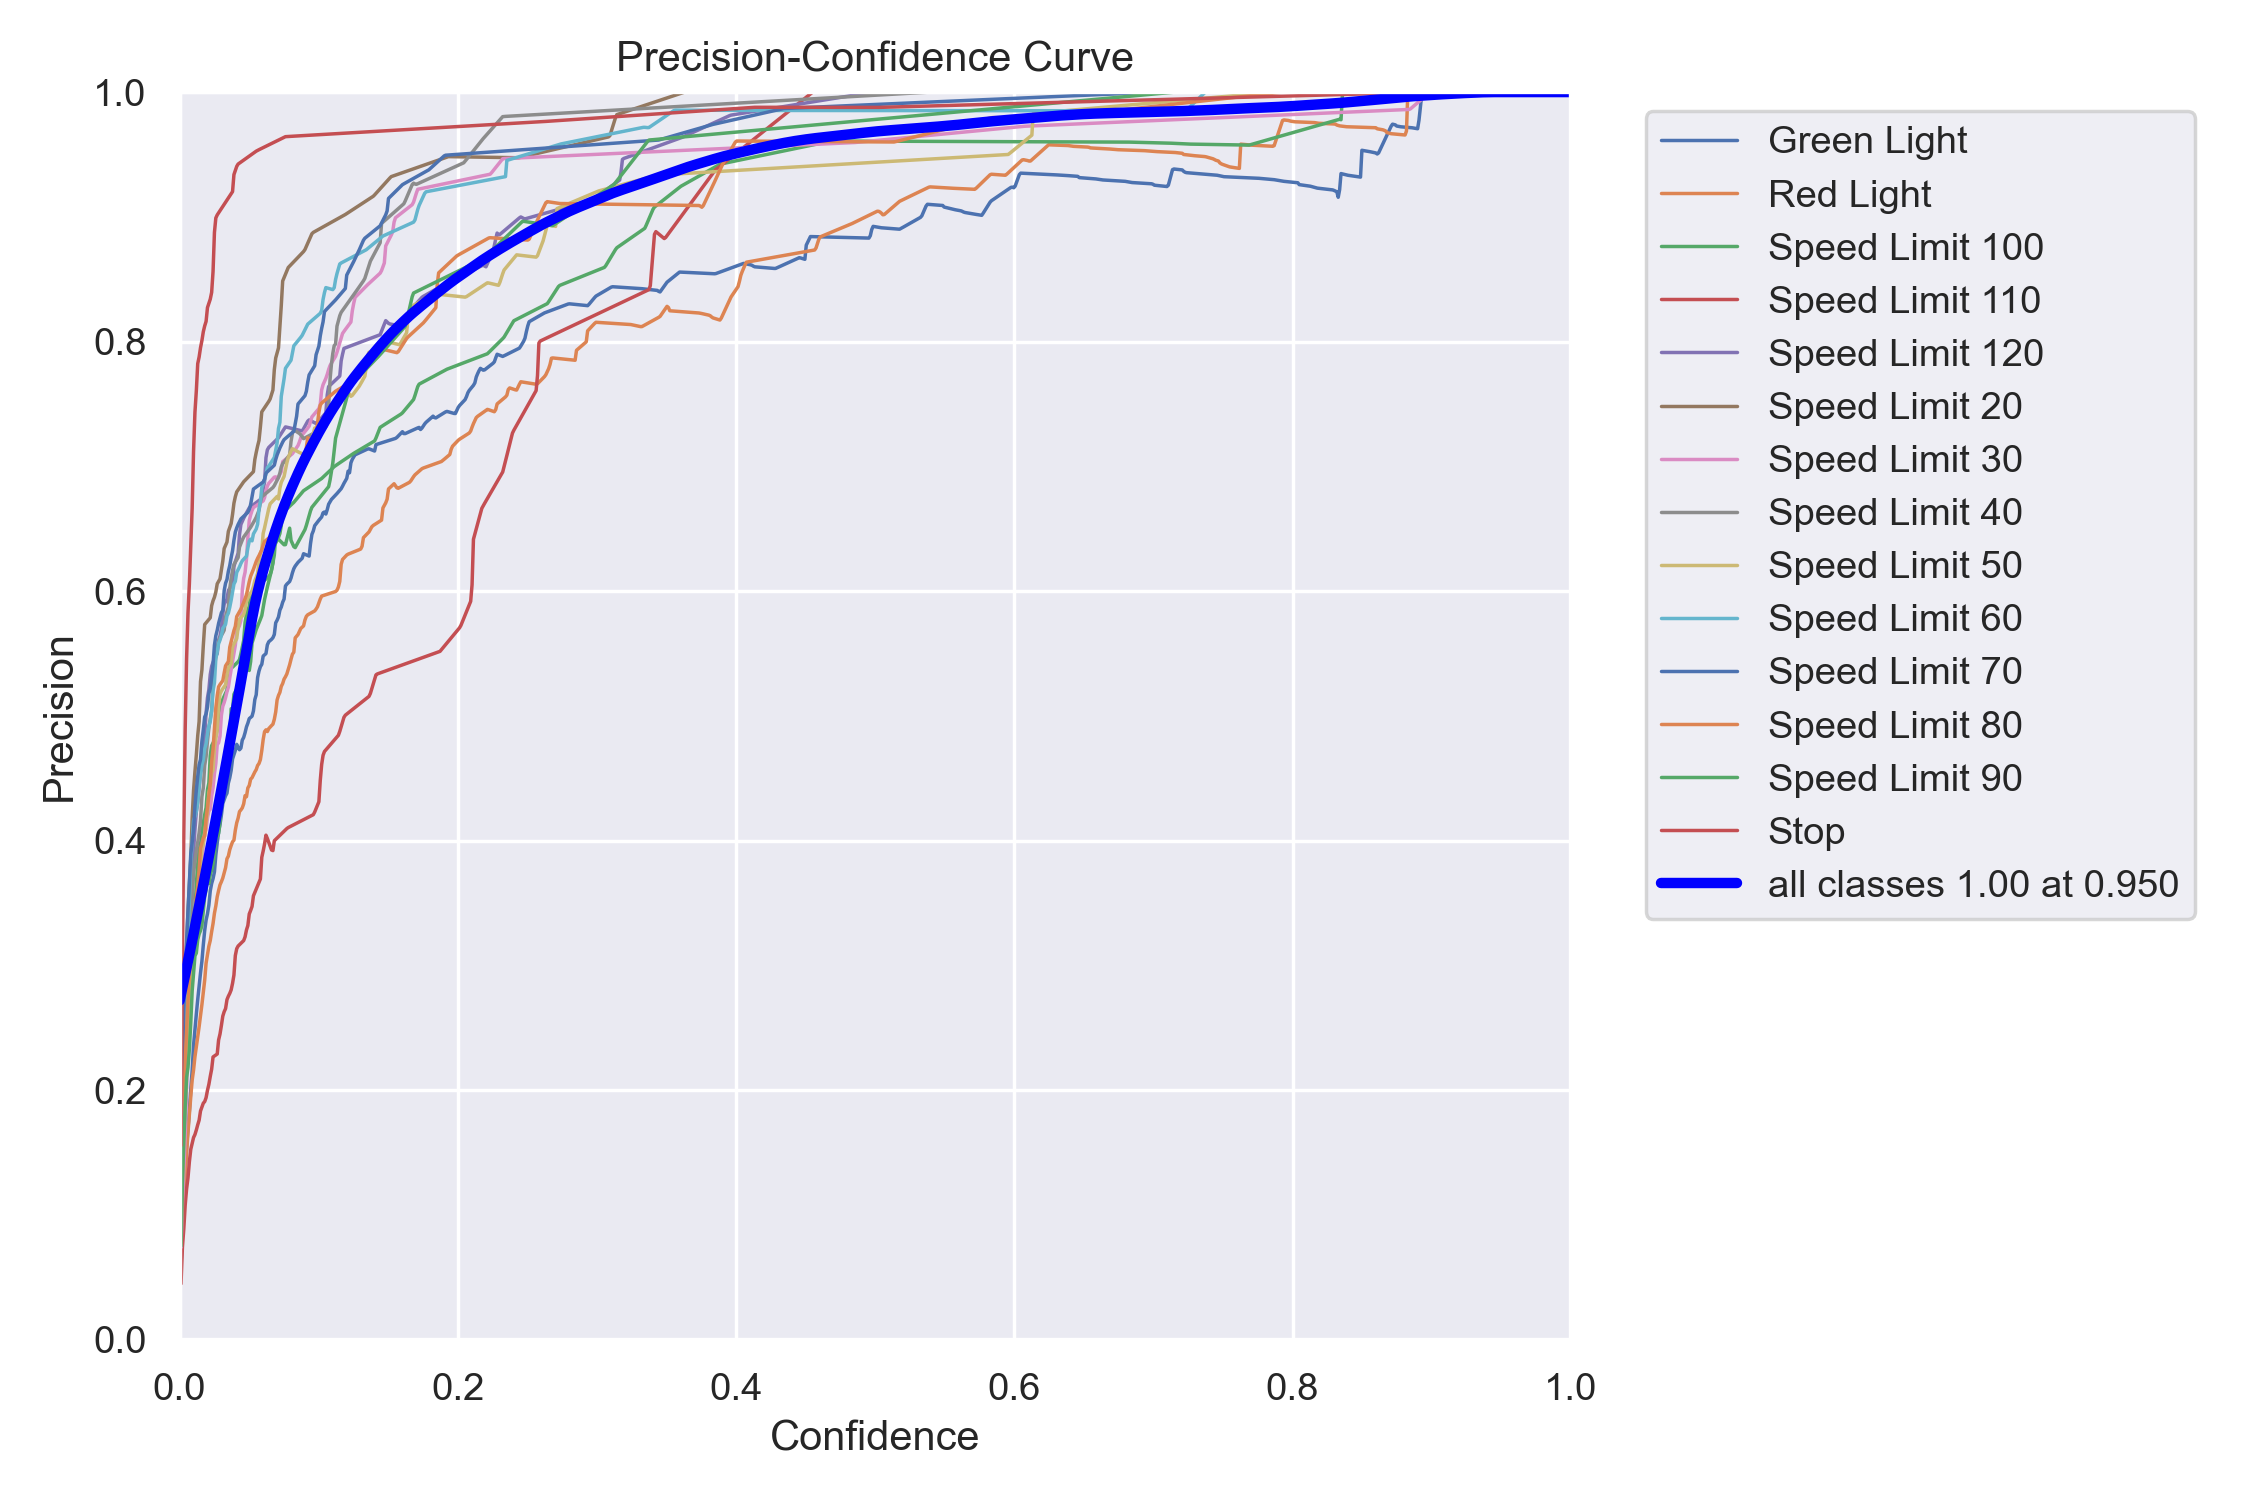 Precision-Confidence Curve
1.0
0.8
0.6
0.4
0.2
0.0
Precision
0.0 0.2 0.4 0.6 0.8 1.0
Confidence
Green Light
Red Light
Speed Limit 100
Speed Limit 110
Speed Limit 120
Speed Limit 20
Speed Limit 30
Speed Limit 40
Speed Limit 50
Speed Limit 60
Speed Limit 70
Speed Limit 80
Speed Limit 90
Stop
all classes 1.00 at 0.950